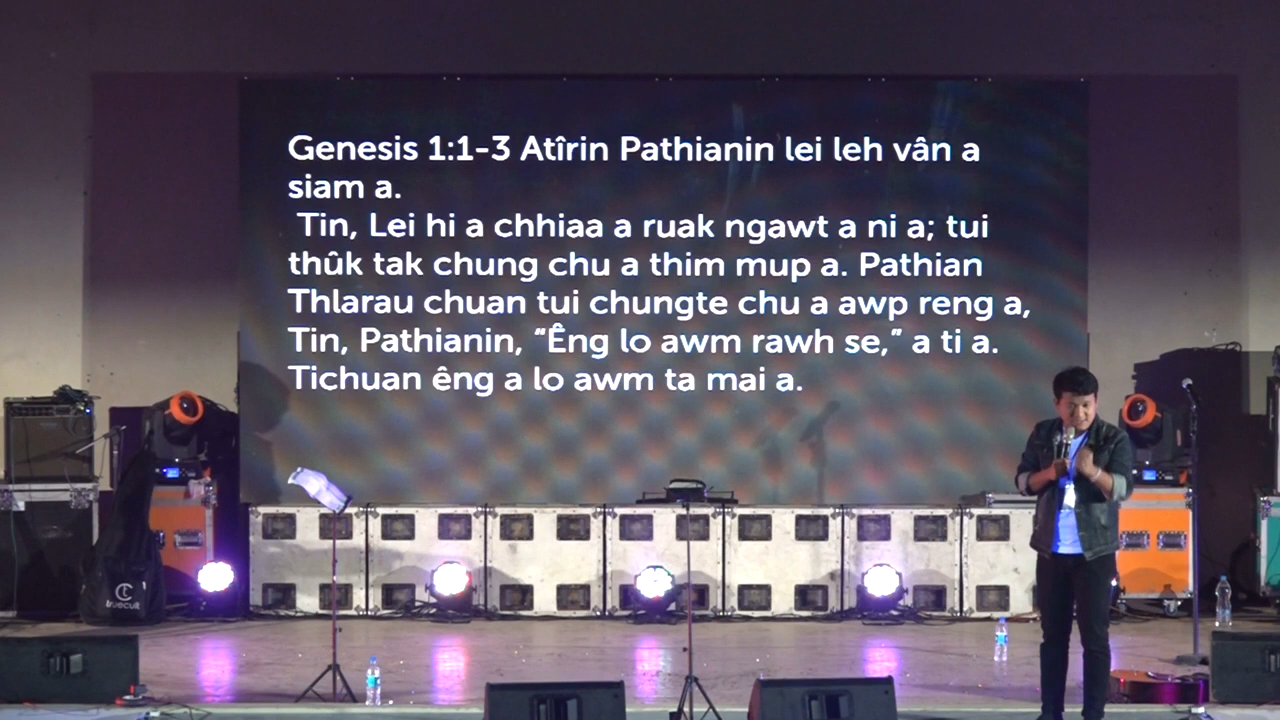 Genesis 1:1-3 Atîrin Pathianin lei leh vân a
siam a.
Tin, Lei hi a chhiaa a ruak ngawt a ni a; tui
thûk tak chung chu a thim mup a. Pathian
Thlarau chuan tui chungte chu a awp reng a,
Tin, Pathianin, “Êng lo awm rawh se,” a ti a.
Tichuan êng a lo awm ta mai a.
truecult